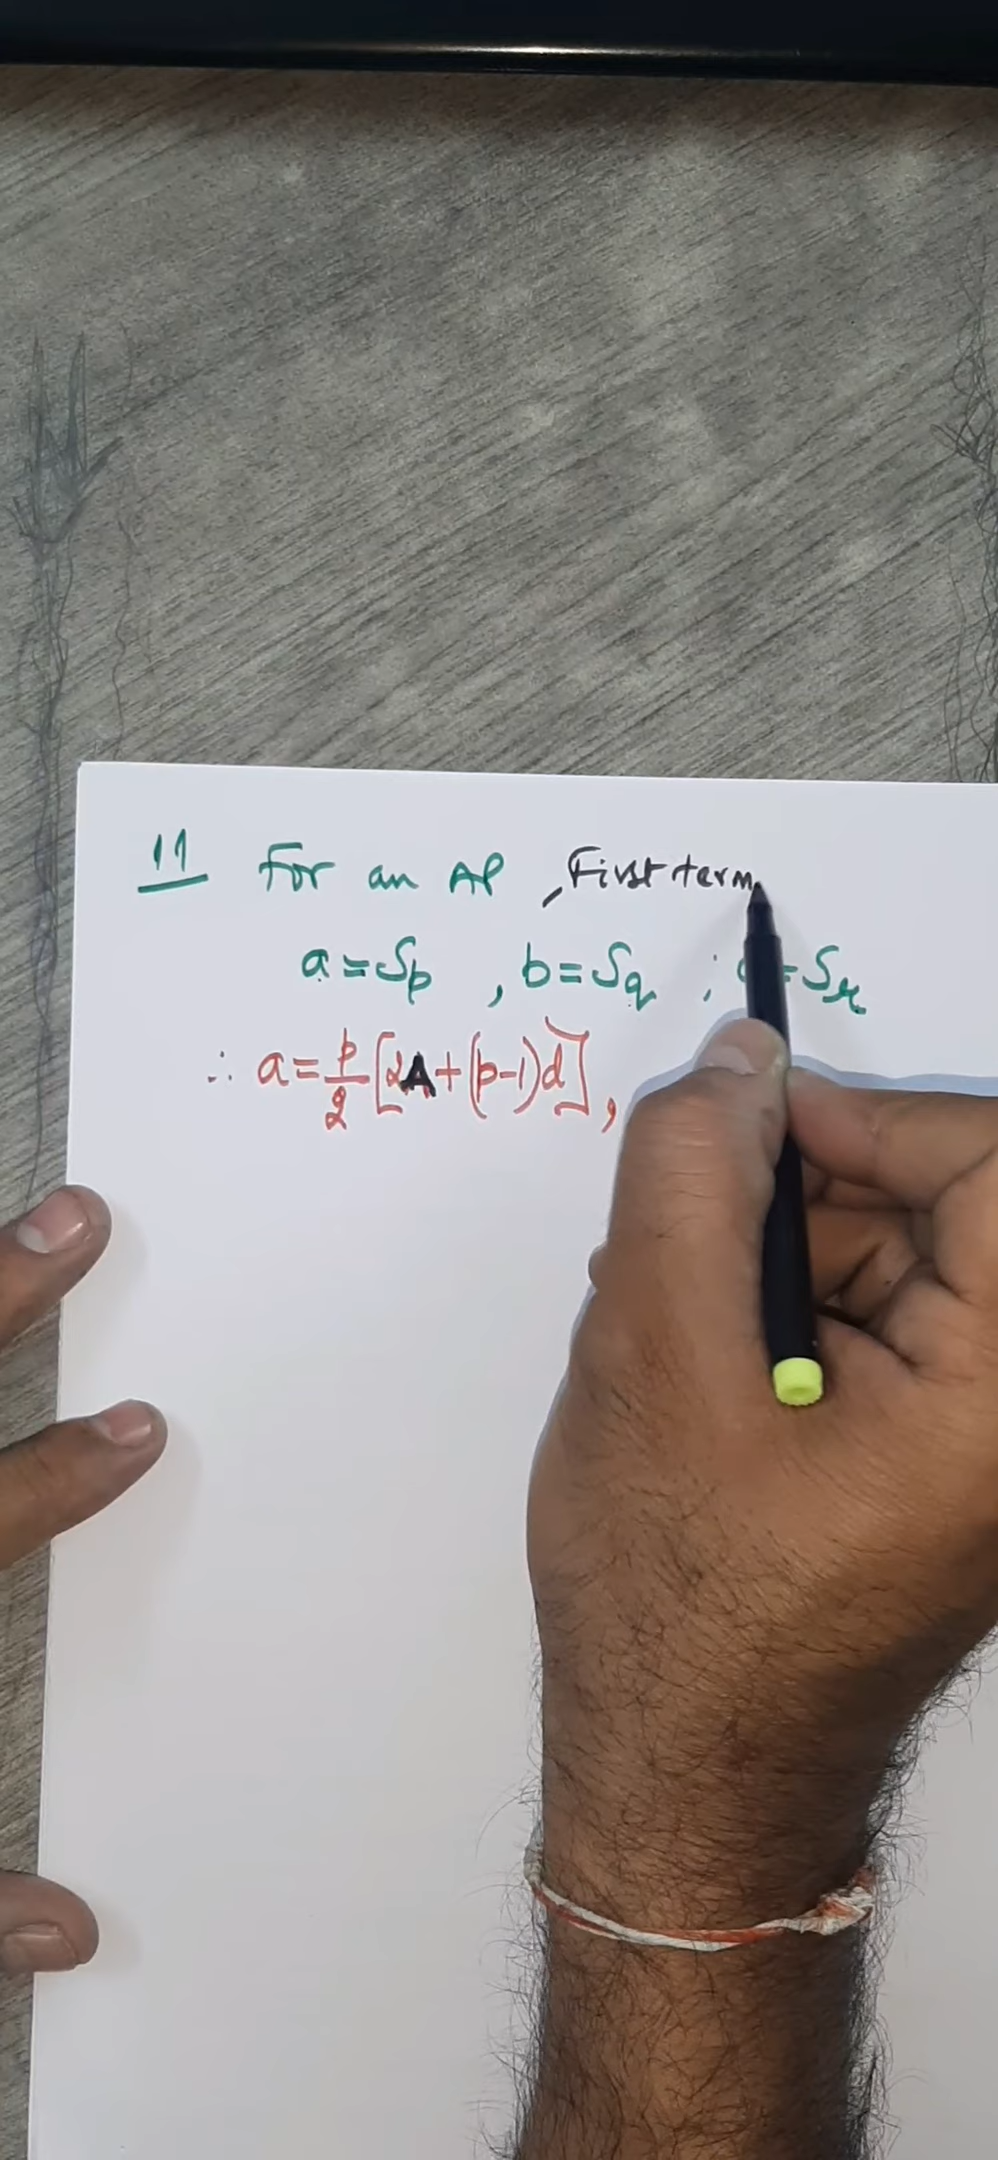 11 For an AP, First term
a = Sp , b = Sq ; = Sr
∴ a = p/2 [2A + (p-1)d] ,